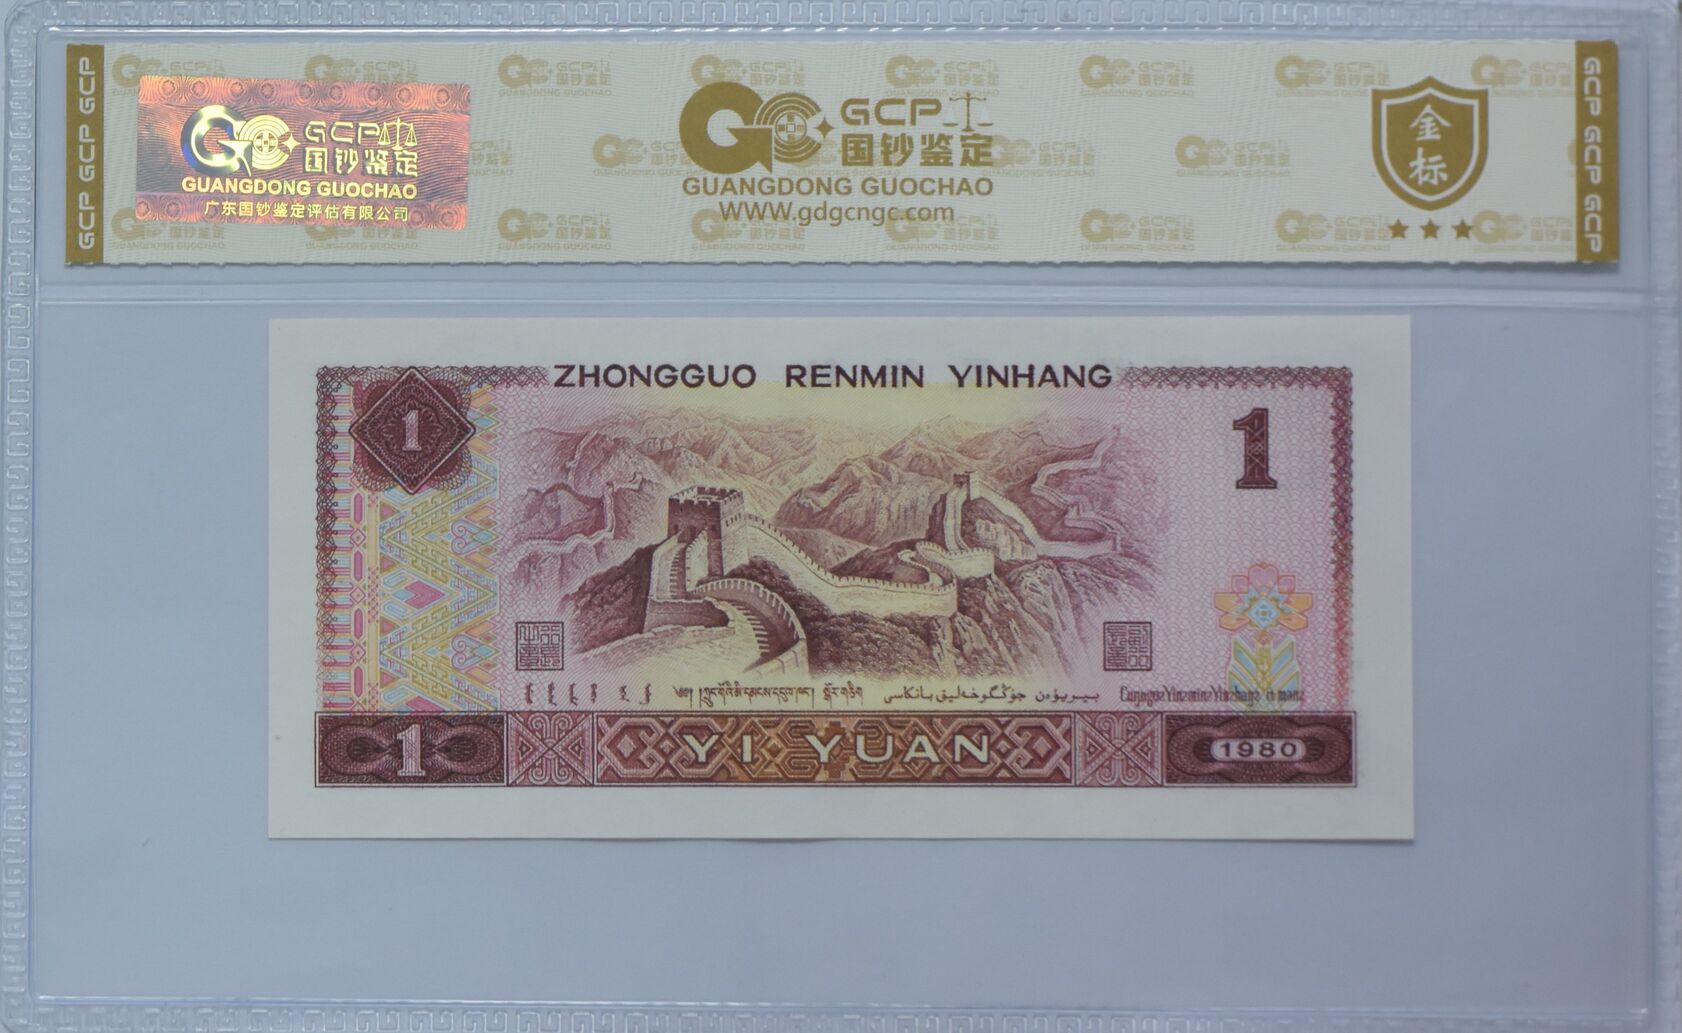 GCP GCP GCP
GCP
国钞鉴定
GUANGDONG GUOCHAO
广东国钞鉴定评估有限公司
GCP
国钞鉴定
GUANGDONG GUOCHAO
www.gdgcngc.com
金标
GCP GCP GCP
ZHONGGUO RENMIN YINHANG
1
1
1
YI YUAN
1980